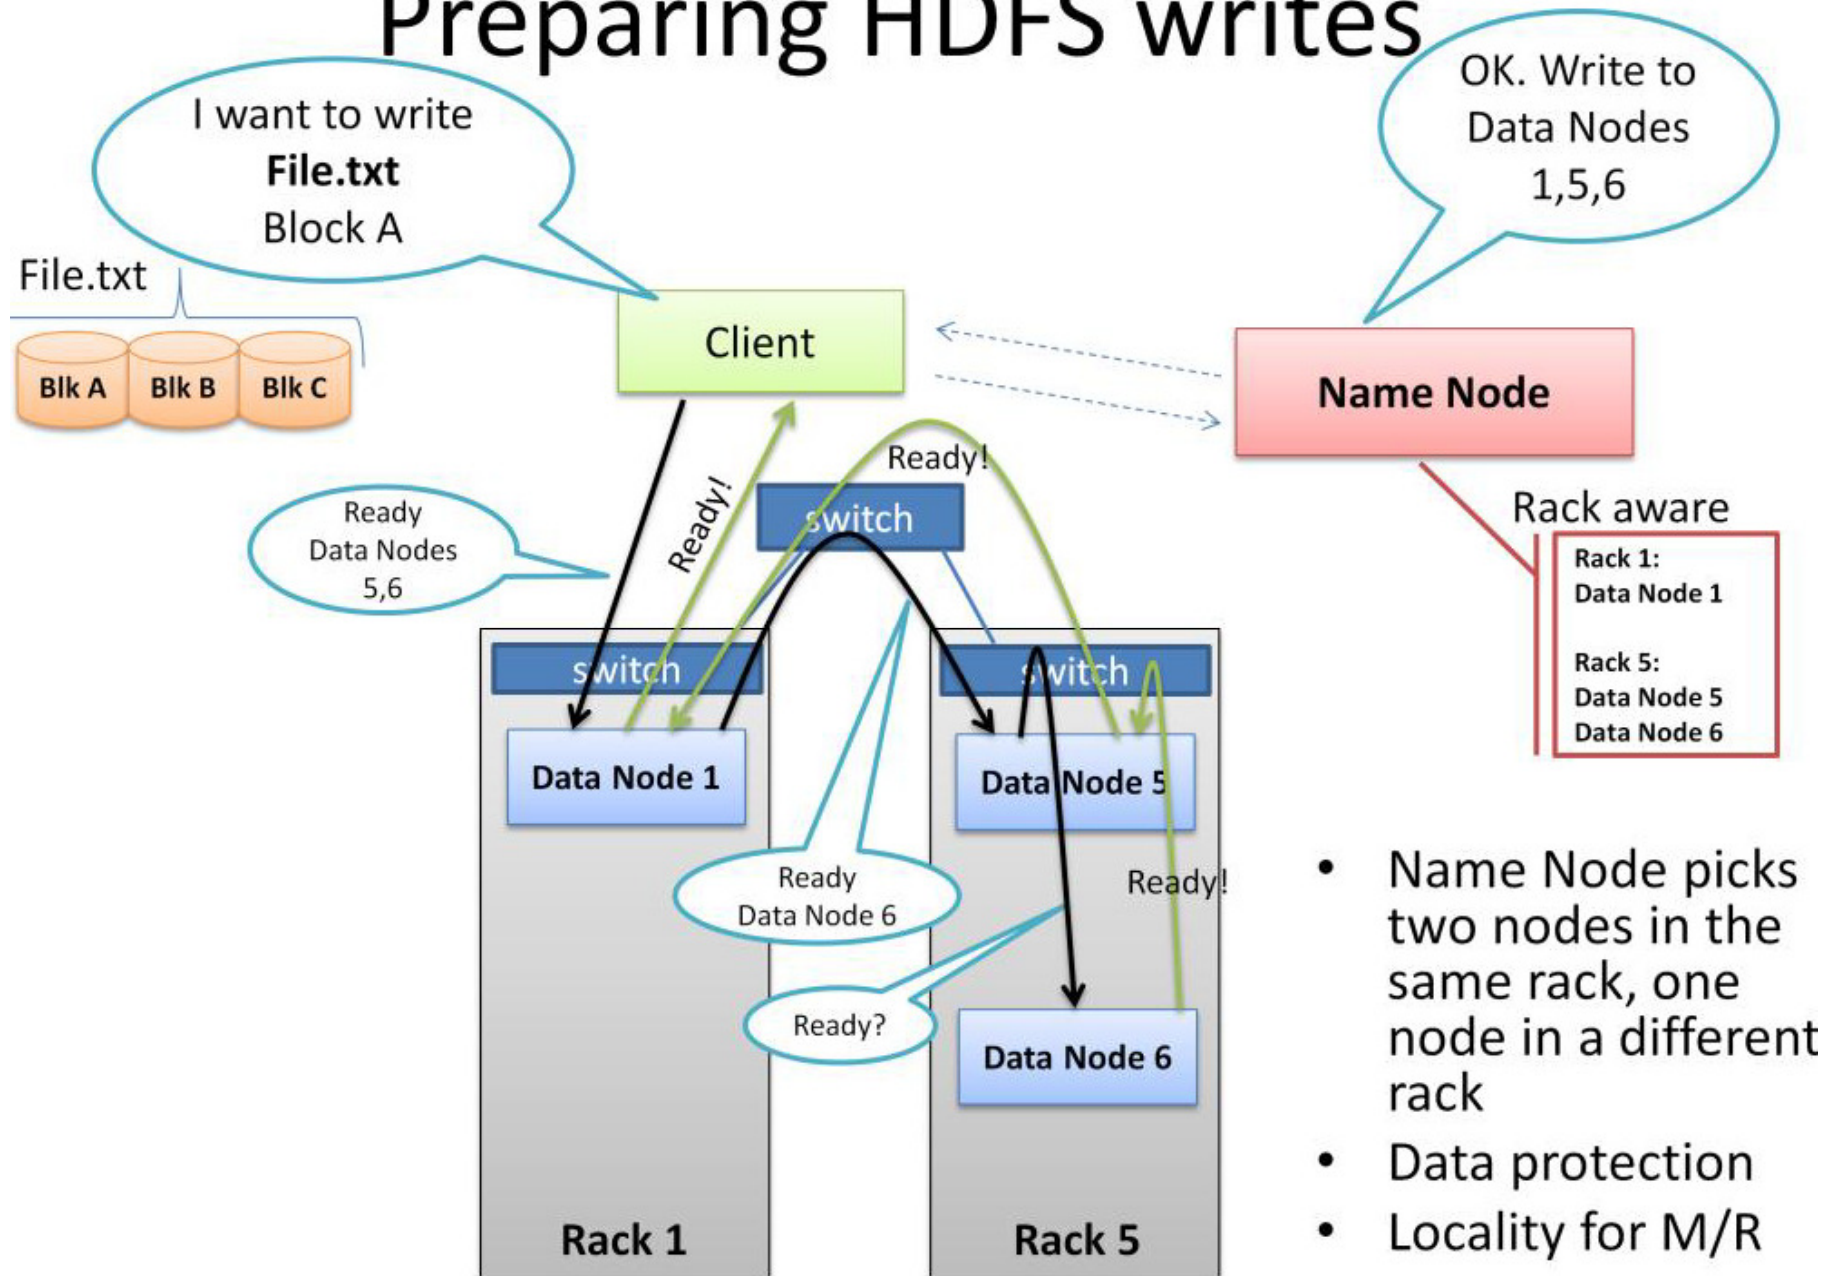 Preparing HDFS writes
I want to write
File.txt
Block A
OK. Write to
Data Nodes
1,5,6
File.txt
Blk A
Blk B
Blk C
Client
Name Node
Ready!
Ready!
switch
Ready
Data Nodes
5,6
Rack aware
Rack 1:
Data Node 1
Rack 5:
Data Node 5
Data Node 6
switch
switch
Data Node 1
Data Node 5
Ready
Data Node 6
Ready!
Ready?
Data Node 6
Rack 1
Rack 5
• Name Node picks
two nodes in the
same rack, one
node in a different
rack
• Data protection
• Locality for M/R